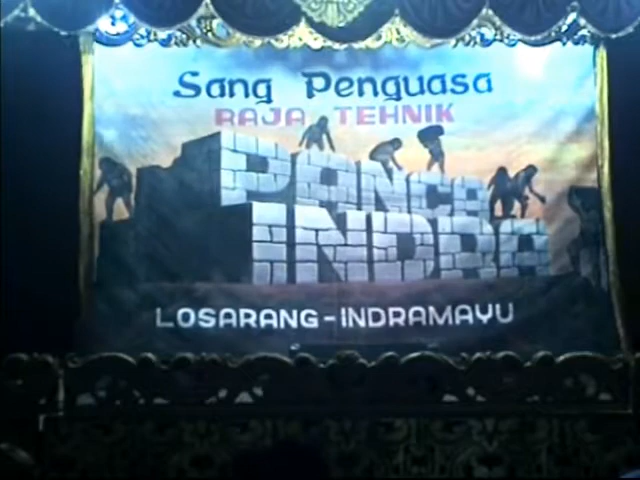 Sang Penguasa
RAJA TEHNIK
PANCA
INDRA
LOSARANG-INDRAMAYU